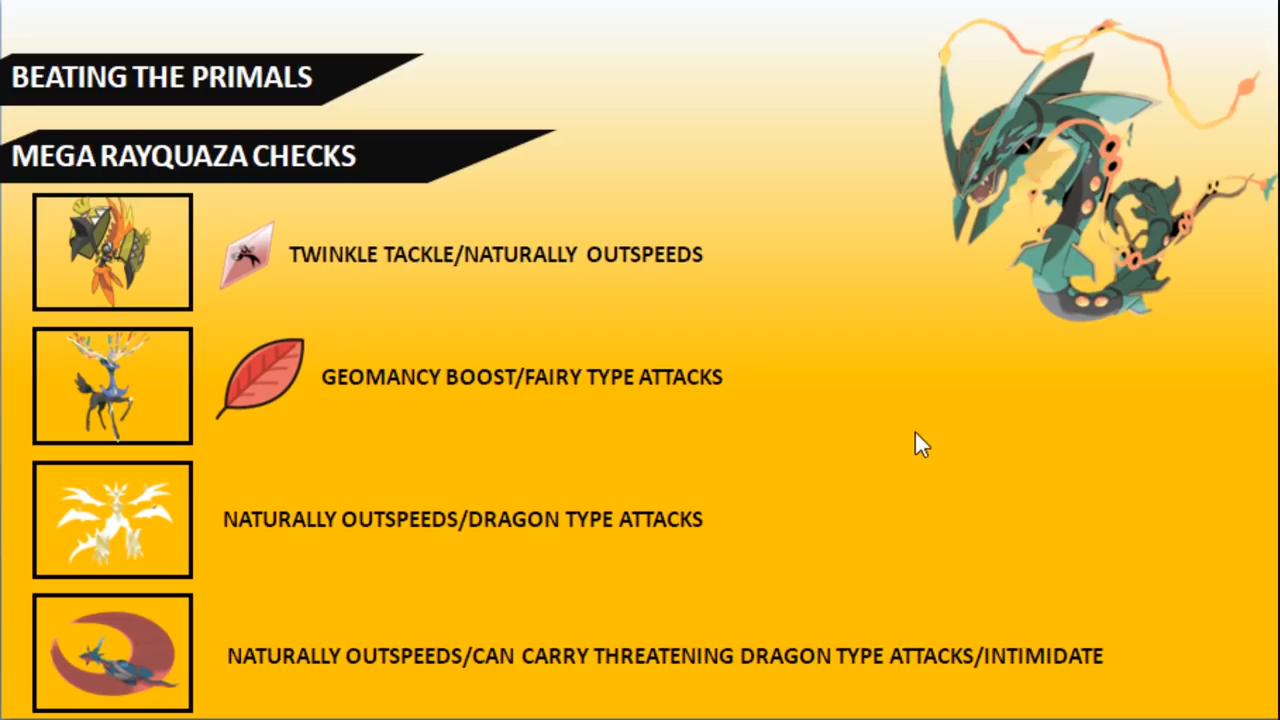 BEATING THE PRIMALS
MEGA RAYQUAZA CHECKS
TWINKLE TACKLE/NATURALLY OUTSPEEDS
GEOMANCY BOOST/FAIRY TYPE ATTACKS
NATURALLY OUTSPEEDS/DRAGON TYPE ATTACKS
NATURALLY OUTSPEEDS/CAN CARRY THREATENING DRAGON TYPE ATTACKS/INTIMIDATE